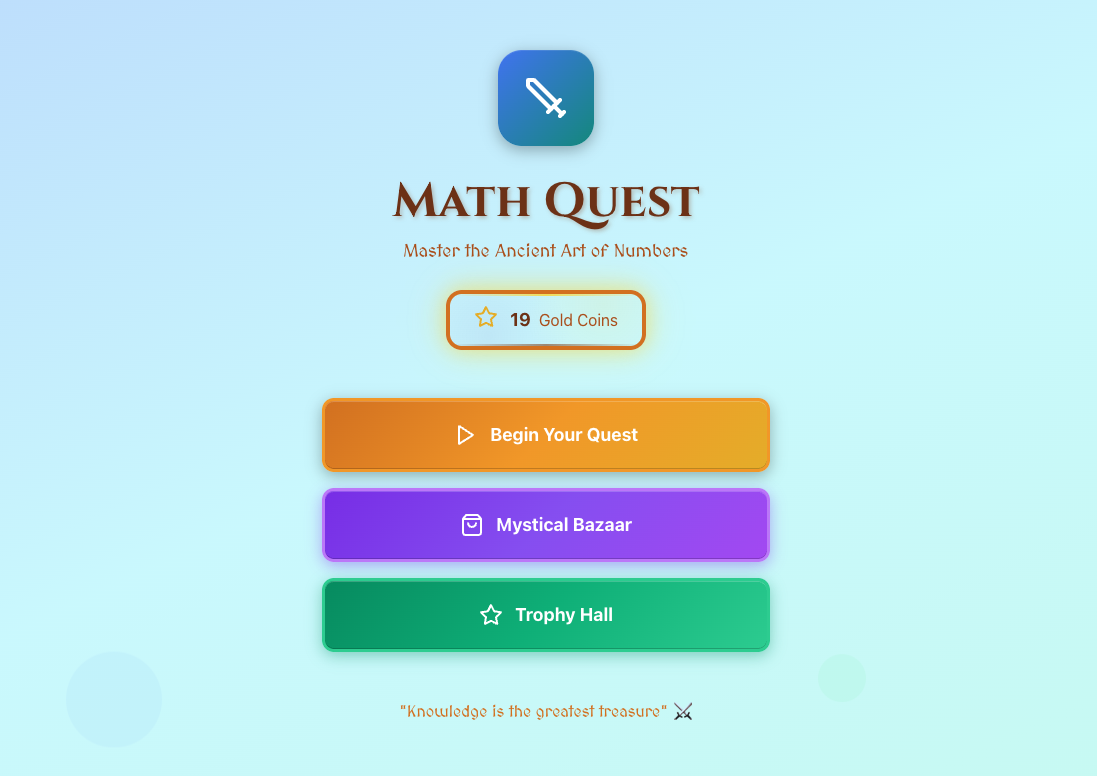 Math Quest
Master the Ancient Art of Numbers
19 Gold Coins
Begin Your Quest
Mystical Bazaar
Trophy Hall
"Knowledge is the greatest treasure" ⚔